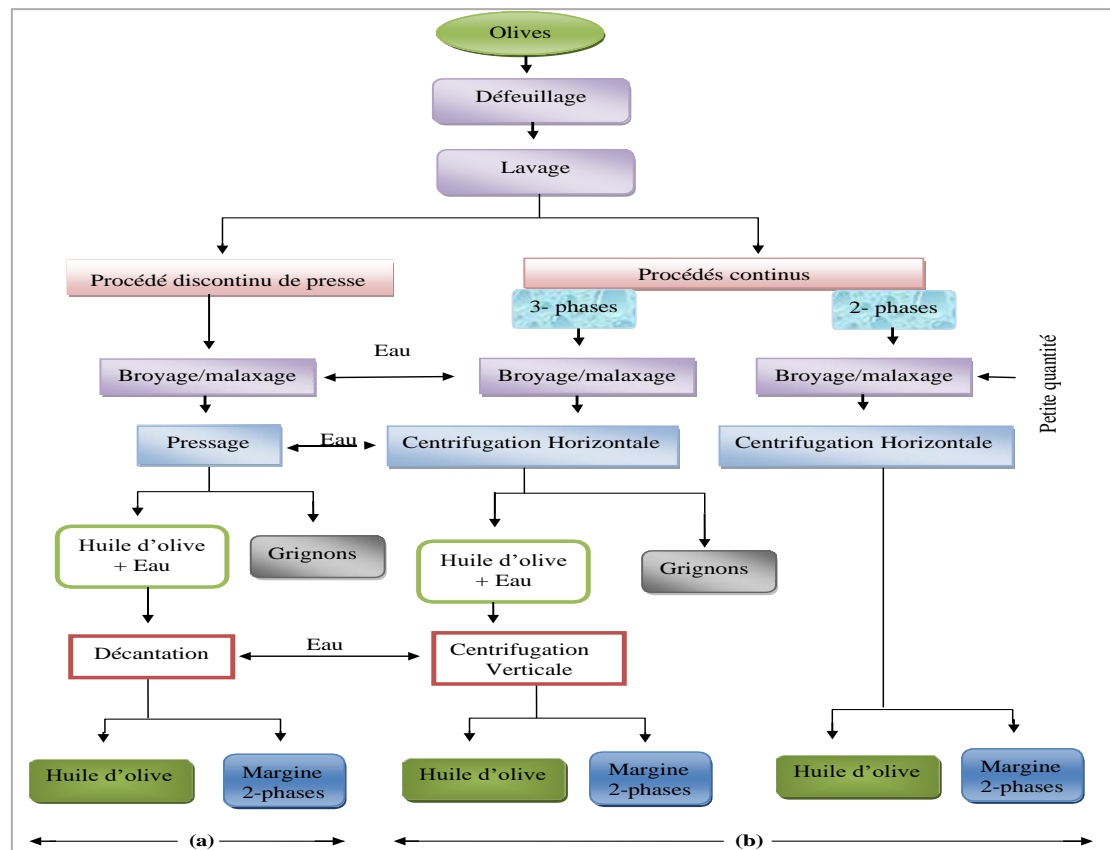 Olives
Défeuillage
Lavage
Procédé discontinu de presse
Procédés continus
3- phases
2- phases
Eau
Petite quantité
Broyage/malaxage
Broyage/malaxage
Broyage/malaxage
Pressage
Eau
Centrifugation Horizontale
Centrifugation Horizontale
Huile d’olive
+ Eau
Grignons
Huile d’olive
+ Eau
Grignons
Décantation
Eau
Centrifugation
Verticale
Huile d’olive
Margine
2-phases
Huile d’olive
Margine
2-phases
Huile d’olive
Margine
2-phases
(a)
(b)